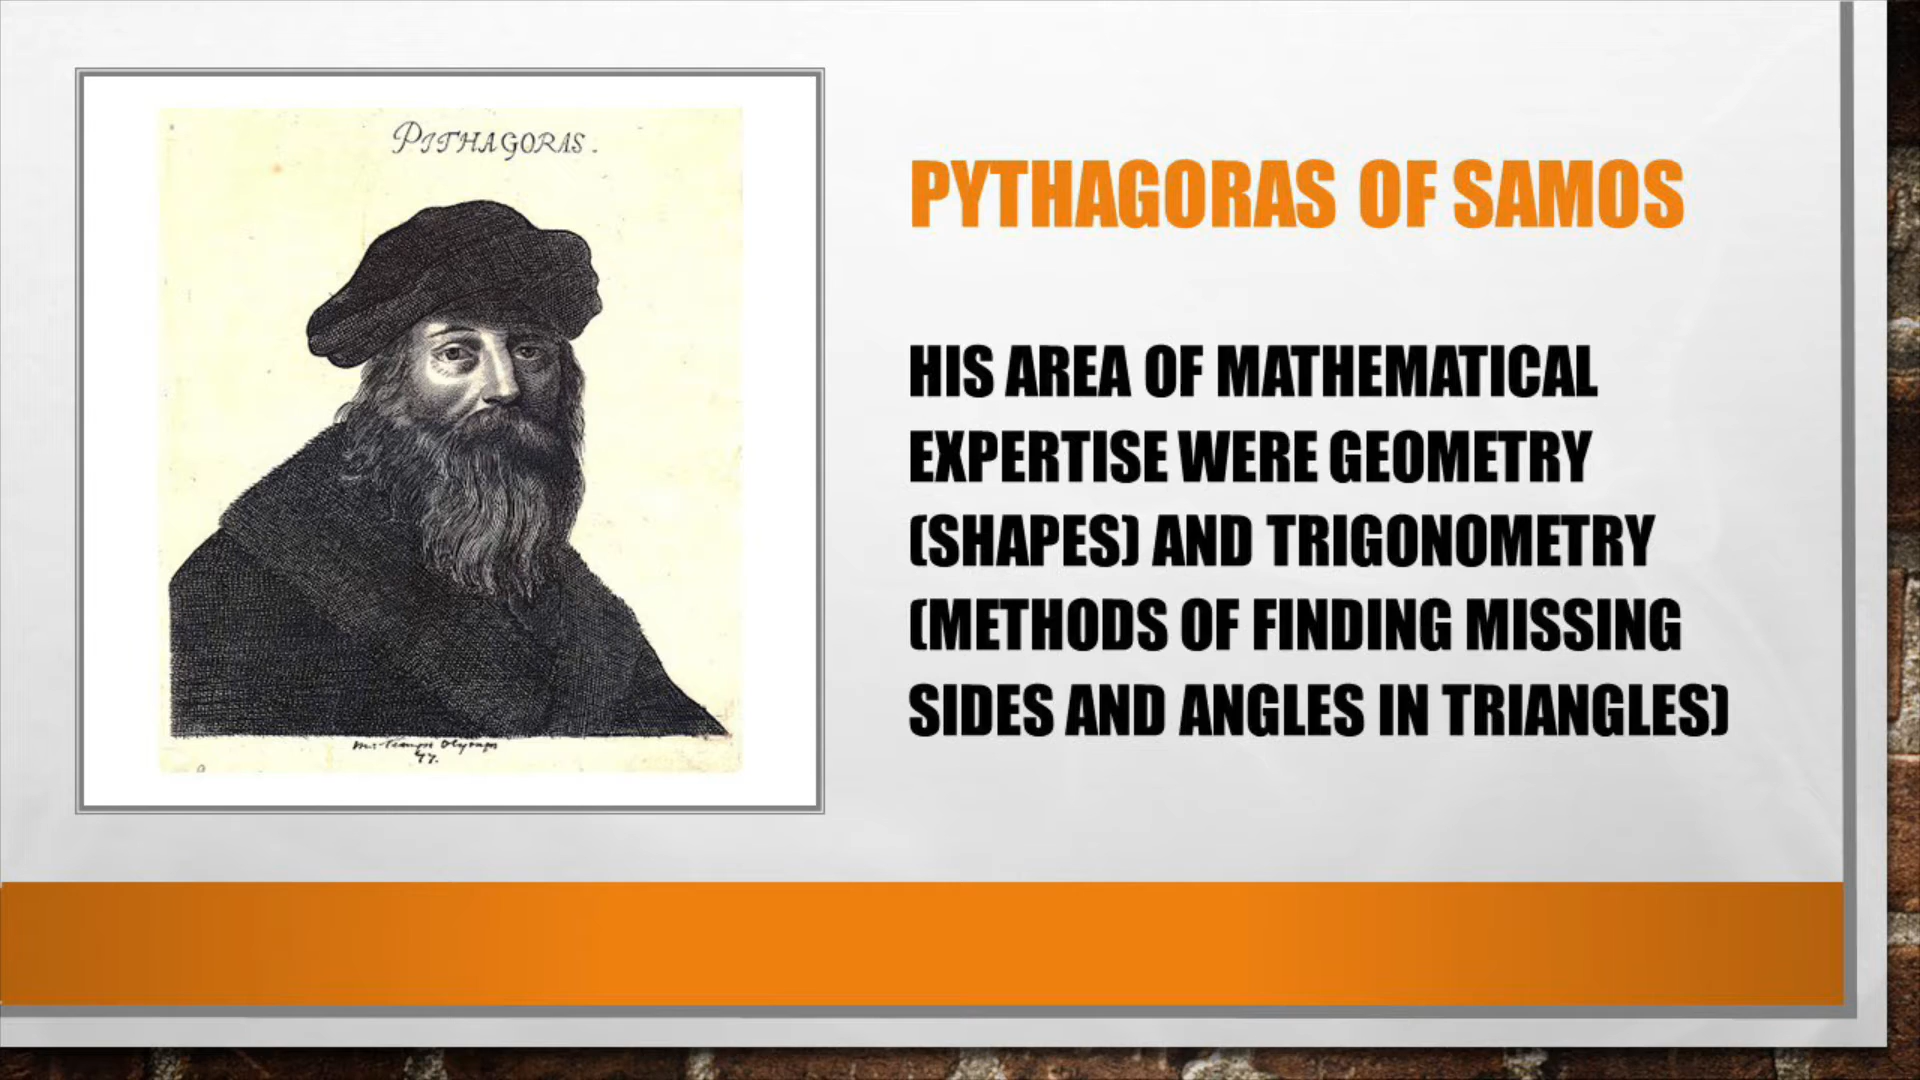 PITHAGORAS.
PYTHAGORAS OF SAMOS
HIS AREA OF MATHEMATICAL
EXPERTISE WERE GEOMETRY
(SHAPES) AND TRIGONOMETRY
(METHODS OF FINDING MISSING
SIDES AND ANGLES IN TRIANGLES)